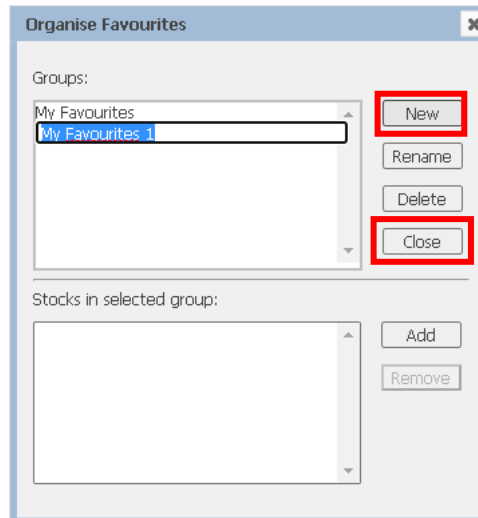 Organise Favourites
Groups:
My Favourites
My Favourites 1
New
Rename
Delete
Close
Stocks in selected group:
Add
Remove